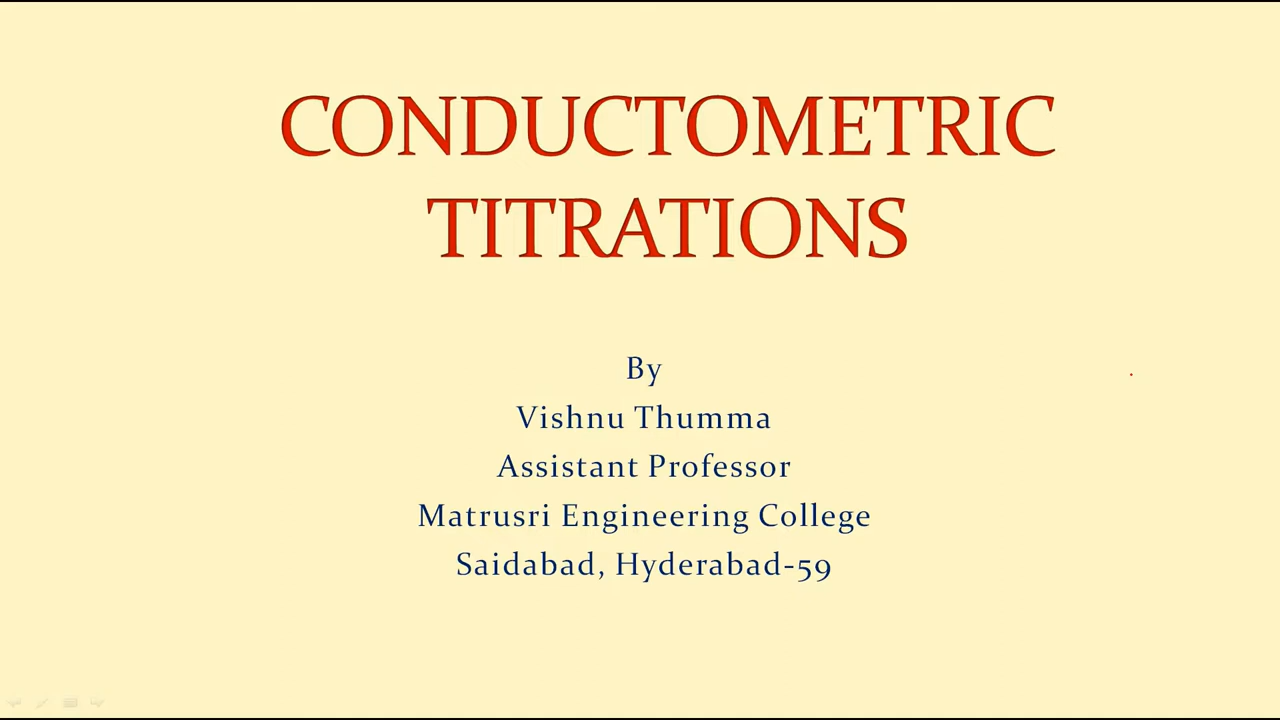 CONDUCTOMETRIC
TITRATIONS
By
Vishnu Thumma
Assistant Professor
Matrusri Engineering College
Saidabad, Hyderabad-59